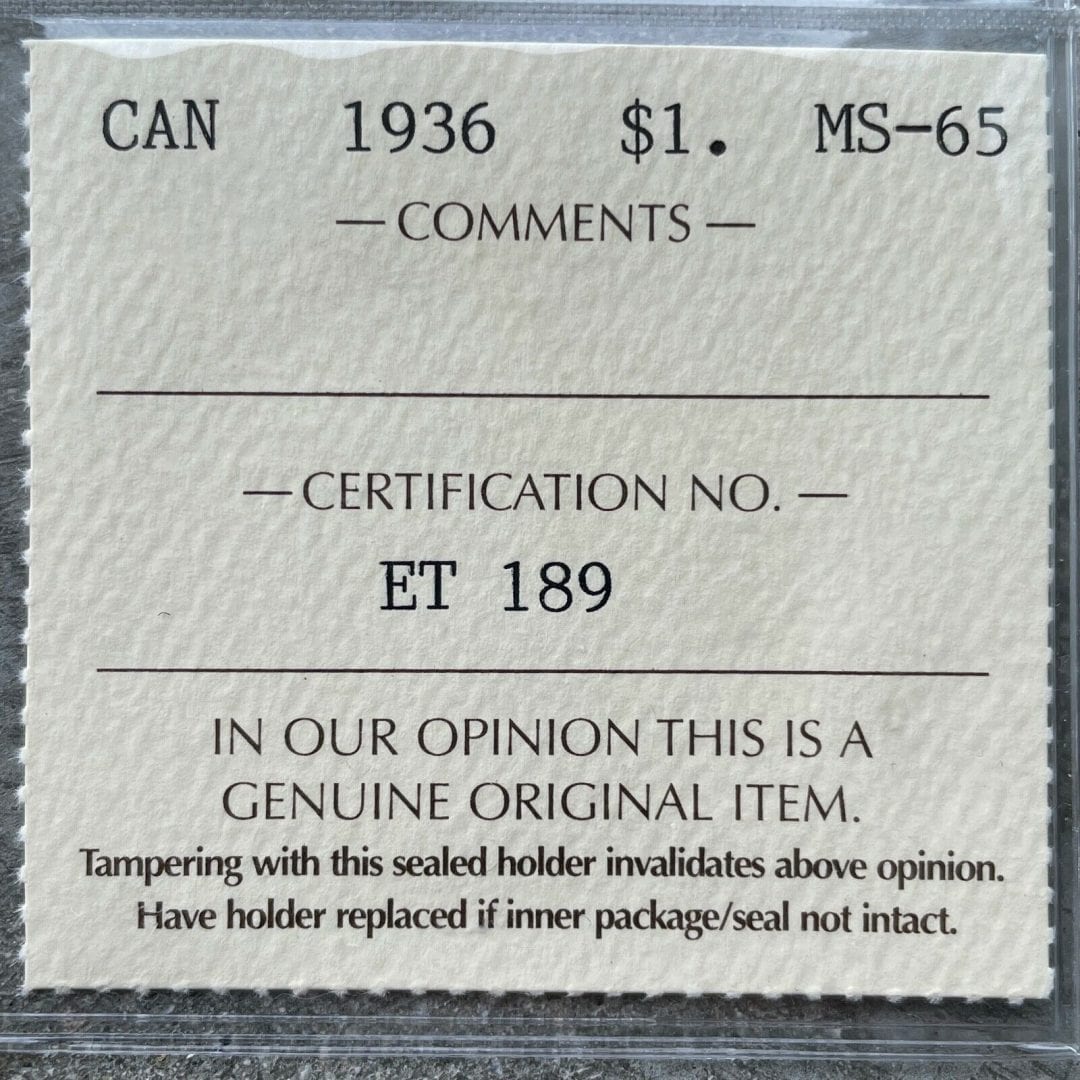 CAN 1936 $1. MS-65
— COMMENTS —
— CERTIFICATION NO. —
ET 189
IN OUR OPINION THIS IS A
GENUINE ORIGINAL ITEM.
Tampering with this sealed holder invalidates above opinion.
Have holder replaced if inner package/seal not intact.